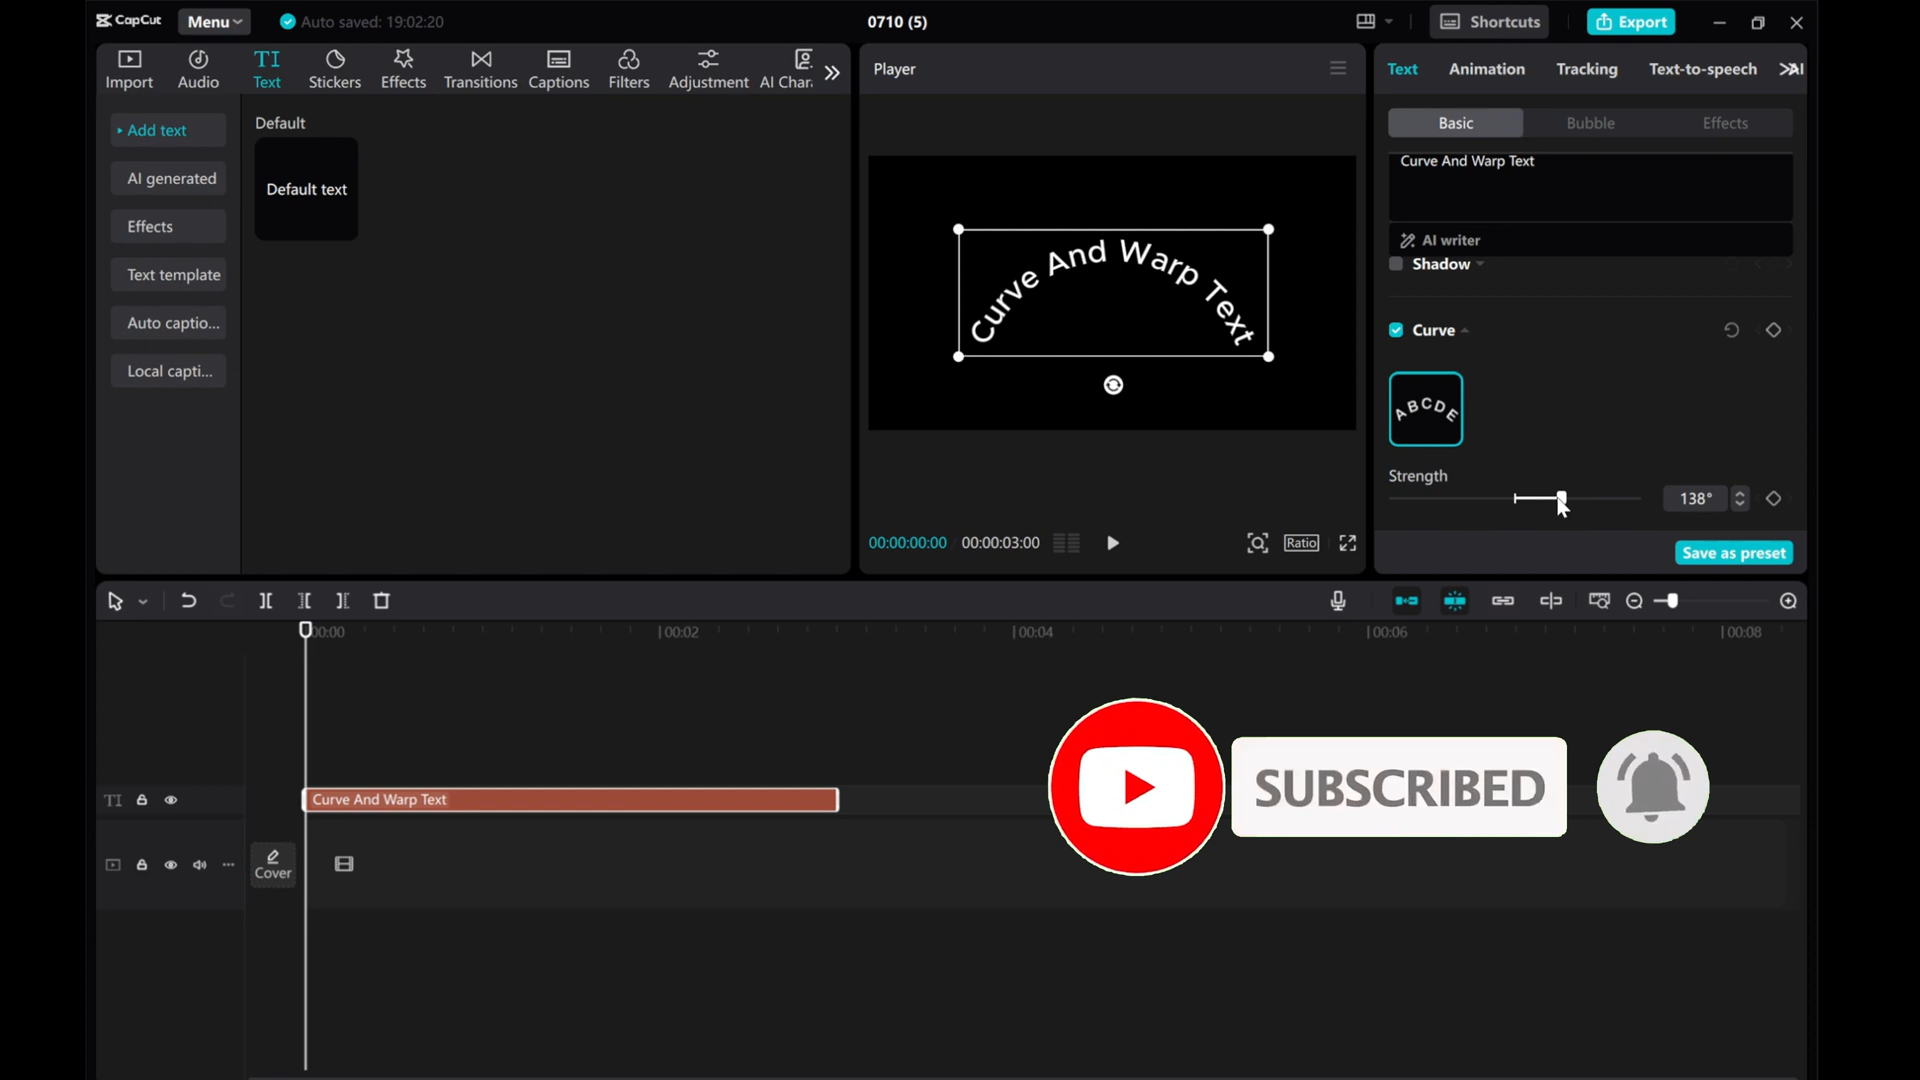 CapCut
Menu
Auto saved: 19:02:20
0710 (5)
Shortcuts
Export
Import
Audio
TI
Text
Stickers
Effects
Transitions
Captions
Filters
Adjustment
AI Char
Add text
AI generated
Effects
Text template
Auto captio...
Local capti...
Default
Default text
Player
Curve And Warp Text
00:00:00:00
00:00:03:00
Ratio
Text
Animation
Tracking
Text-to-speech
AI
Basic
Bubble
Effects
Curve And Warp Text
AI writer
Shadow
Curve
ABCDE
Strength
138°
Save as preset
00:00
00:02
00:04
00:06
00:08
TI
Curve And Warp Text
Cover
SUBSCRIBED